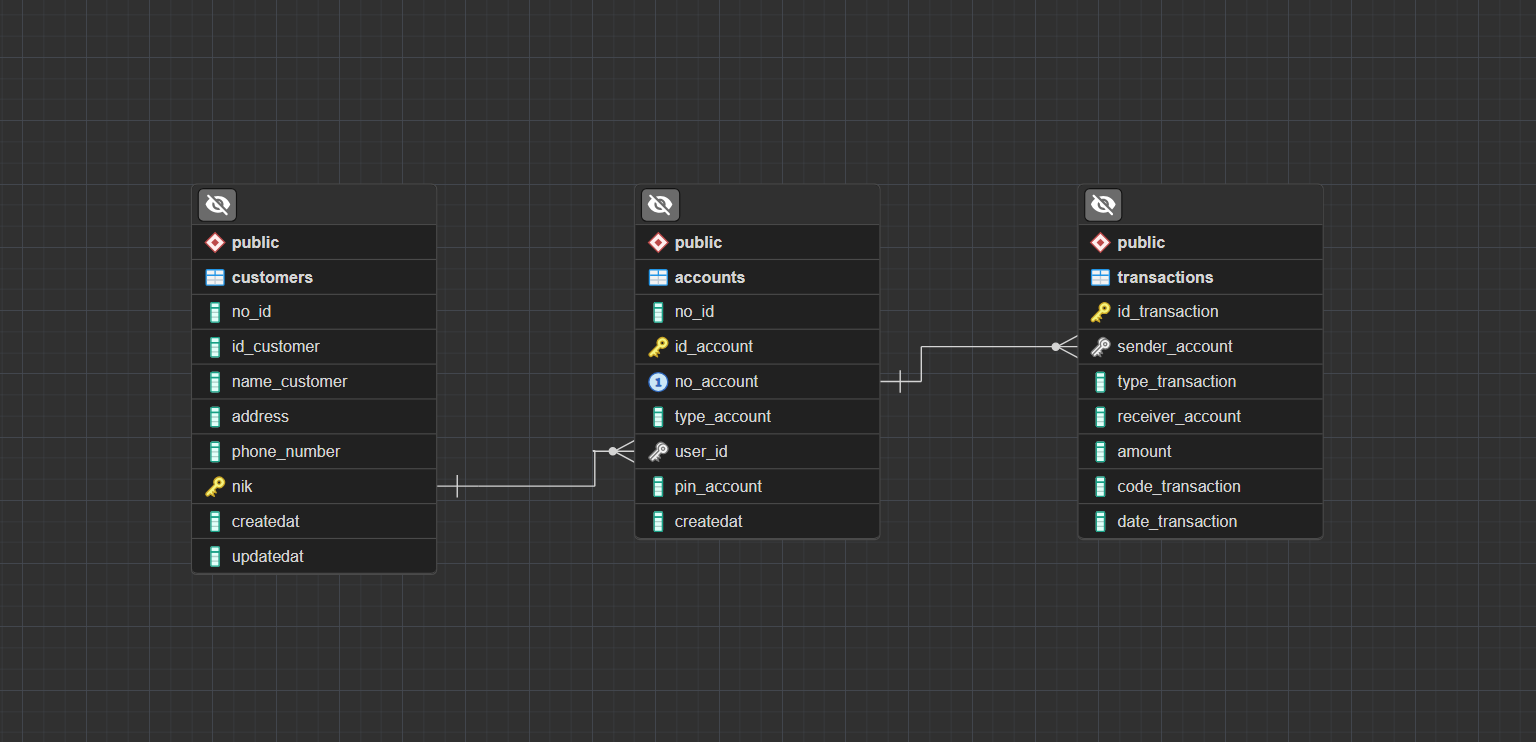 public
customers
no_id
id_customer
name_customer
address
phone_number
nik
createdat
updatedat
public
accounts
no_id
id_account
1 no_account
type_account
user_id
pin_account
createdat
public
transactions
id_transaction
sender_account
type_transaction
receiver_account
amount
code_transaction
date_transaction